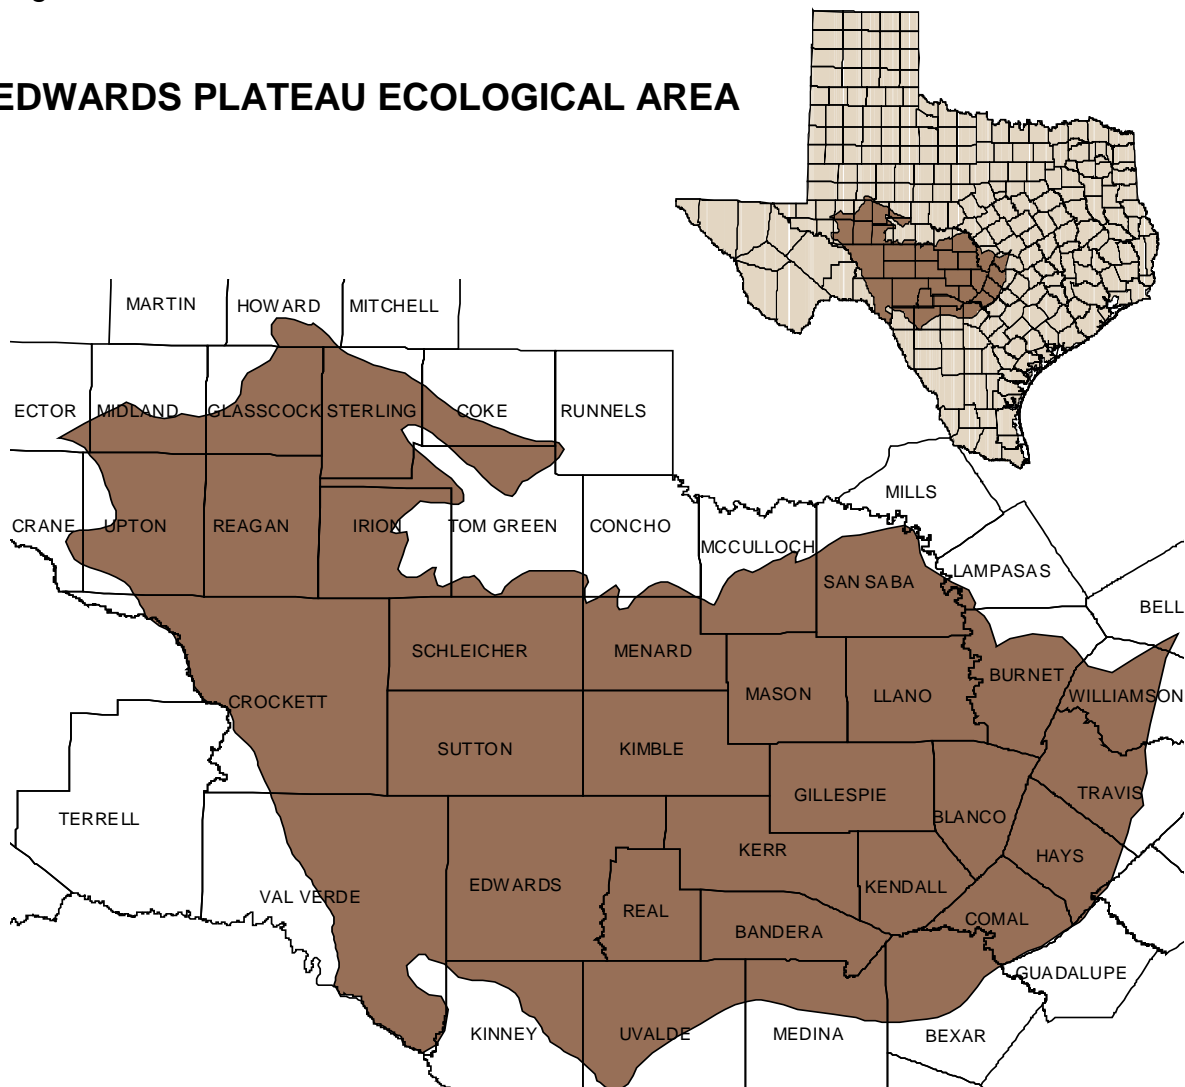 g
EDWARDS PLATEAU ECOLOGICAL AREA
MARTIN HOWARD MITCHELL
ECTOR MIDLAND GLASSCOCK STERLING COKE RUNNELS
MILLS
CRANE UPTON REAGAN IRION TOM GREEN CONCHO
MCCULLOCH
LAMPASAS
SAN SABA
BELL
SCHLEICHER MENARD
BURNET
MASON LLANO WILLIAMSON
CROCKETT
SUTTON KIMBLE
GILLESPIE TRAVIS
TERRELL BLANCO
KERR HAYS
EDWARDS KENDALL
VAL VERDE
REAL COMAL
BANDERA
GUADALUPE
KINNEY UVALDE MEDINA BEXAR